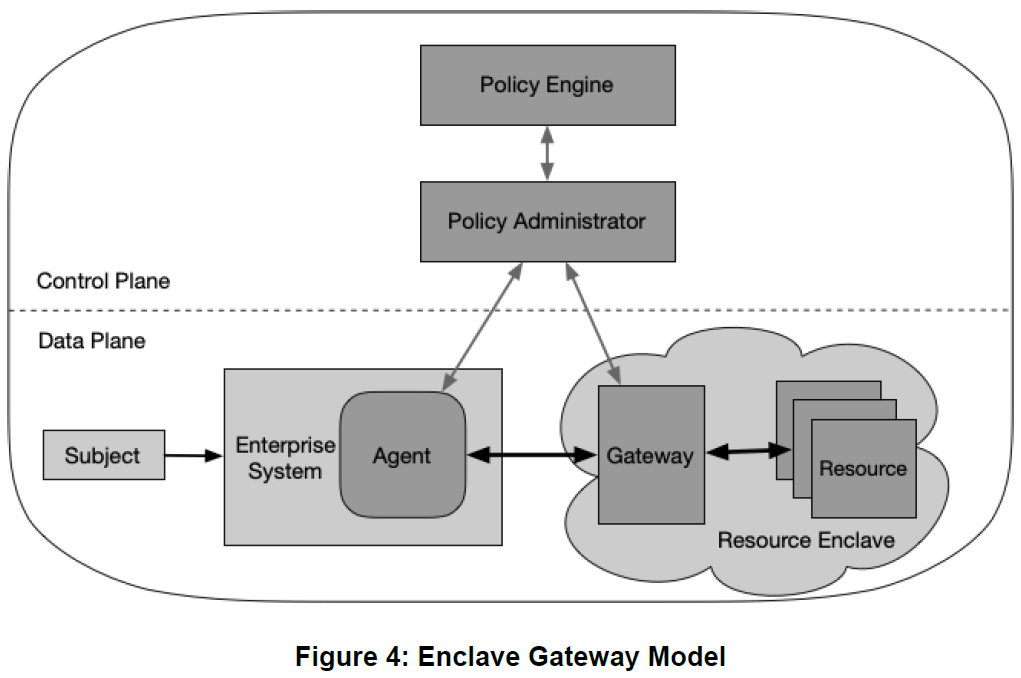 Policy Engine
Policy Administrator
Control Plane
Data Plane
Subject
Enterprise
System
Agent
Gateway
Resource
Resource Enclave
Figure 4: Enclave Gateway Model